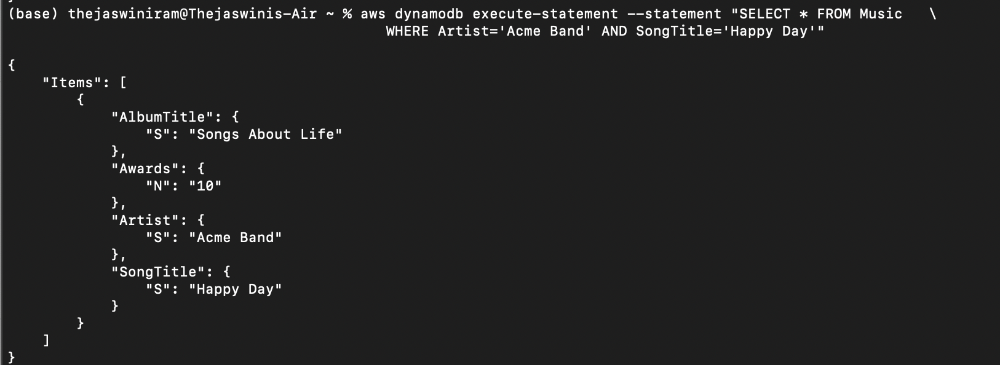 (base) thejaswiniram@Thejaswinis-Air ~ % aws dynamodb execute-statement --statement "SELECT * FROM Music   \
                                            WHERE Artist='Acme Band' AND SongTitle='Happy Day'"
{
    "Items": [
        {
            "AlbumTitle": {
                "S": "Songs About Life"
            },
            "Awards": {
                "N": "10"
            },
            "Artist": {
                "S": "Acme Band"
            },
            "SongTitle": {
                "S": "Happy Day"
            }
        }
    ]
}